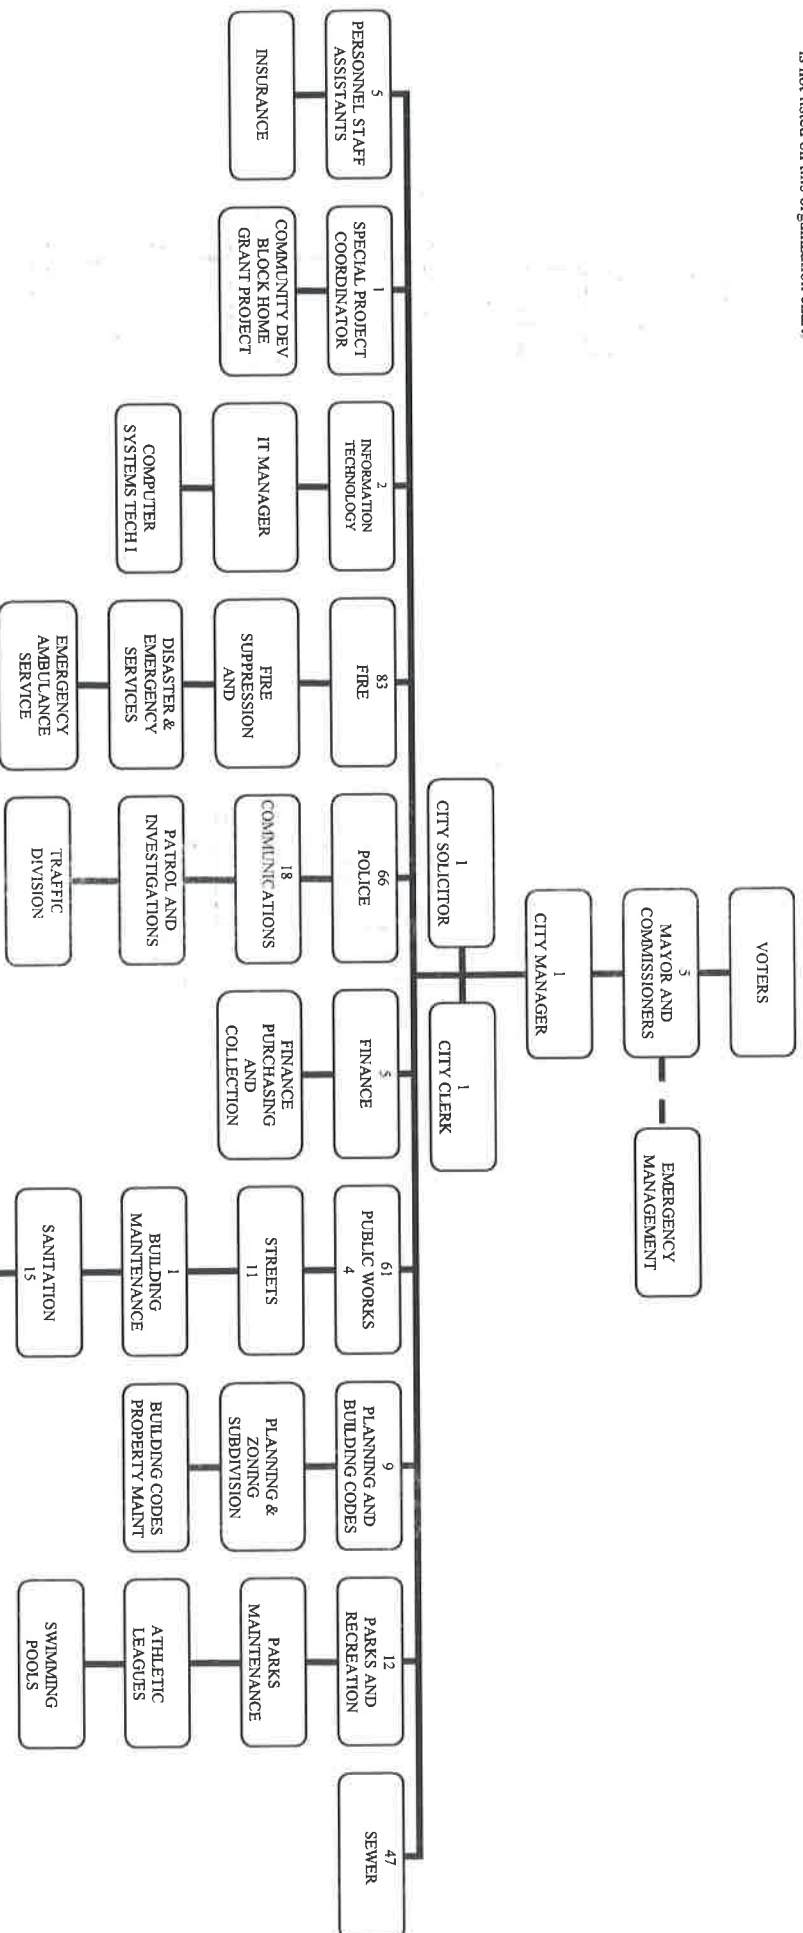 VOTERS
5
MAYOR AND
COMMISSIONERS
EMERGENCY
MANAGEMENT
1
CITY MANAGER
1
CITY SOLICITOR
1
CITY CLERK
5
PERSONNEL STAFF
ASSISTANTS
INSURANCE
1
SPECIAL PROJECT
COORDINATOR
COMMUNITY DEV
BLOCK HOME
GRANT PROJECT
2
INFORMATION
TECHNOLOGY
IT MANAGER
COMPUTER
SYSTEMS TECH I
83
FIRE
FIRE
SUPPRESSION
AND
DISASTER &
EMERGENCY
SERVICES
EMERGENCY
AMBULANCE
SERVICE
66
POLICE
18
COMMUNICATIONS
PATROL AND
INVESTIGATIONS
TRAFFIC
DIVISION
5
FINANCE
FINANCE
PURCHASING
AND
COLLECTION
61
PUBLIC WORKS
4
STREETS
11
1
BUILDING
MAINTENANCE
SANITATION
15
9
PLANNING AND
BUILDING CODES
PLANNING &
ZONING
SUBDIVISION
BUILDING CODES
PROPERTY MAINT
12
PARKS AND
RECREATION
PARKS
MAINTENANCE
ATHLETIC
LEAGUES
SWIMMING
POOLS
47
SEWER